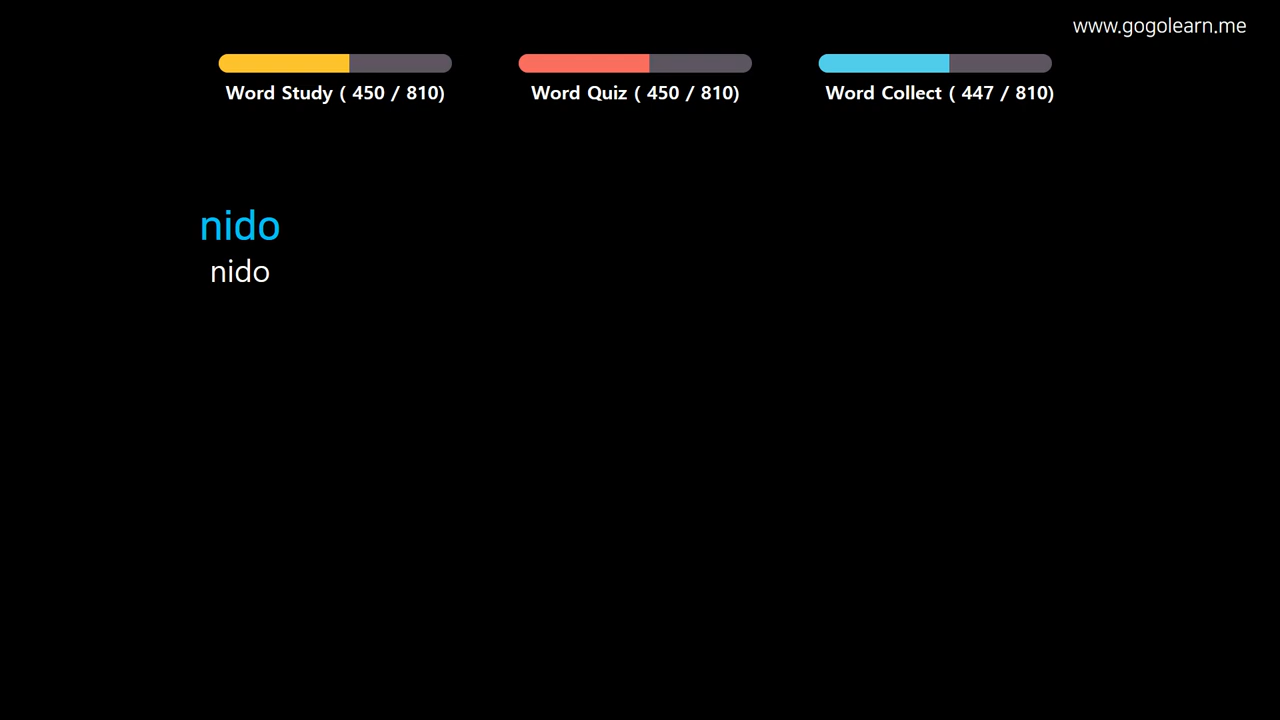 www.gogolearn.me
Word Study ( 450 / 810)
Word Quiz ( 450 / 810)
Word Collect ( 447 / 810)
nido
nido